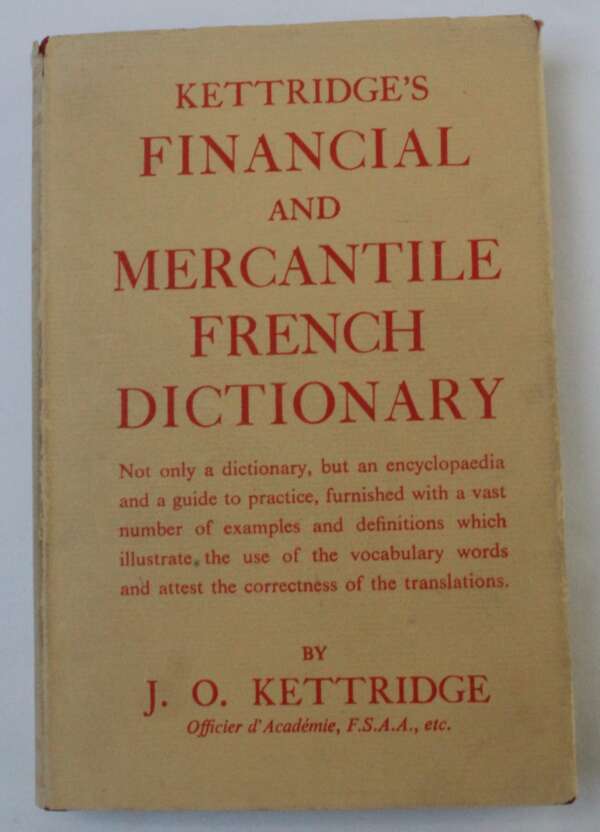 KETTRIDGE'S
FINANCIAL
AND
MERCANTILE
FRENCH
DICTIONARY
Not only a dictionary, but an encyclopaedia
and a guide to practice, furnished with a vast
number of examples and definitions which
illustrate the use of the vocabulary words
and attest the correctness of the translations.
BY
J. O. KETTRIDGE
Officier d'Académie, F.S.A.A., etc.